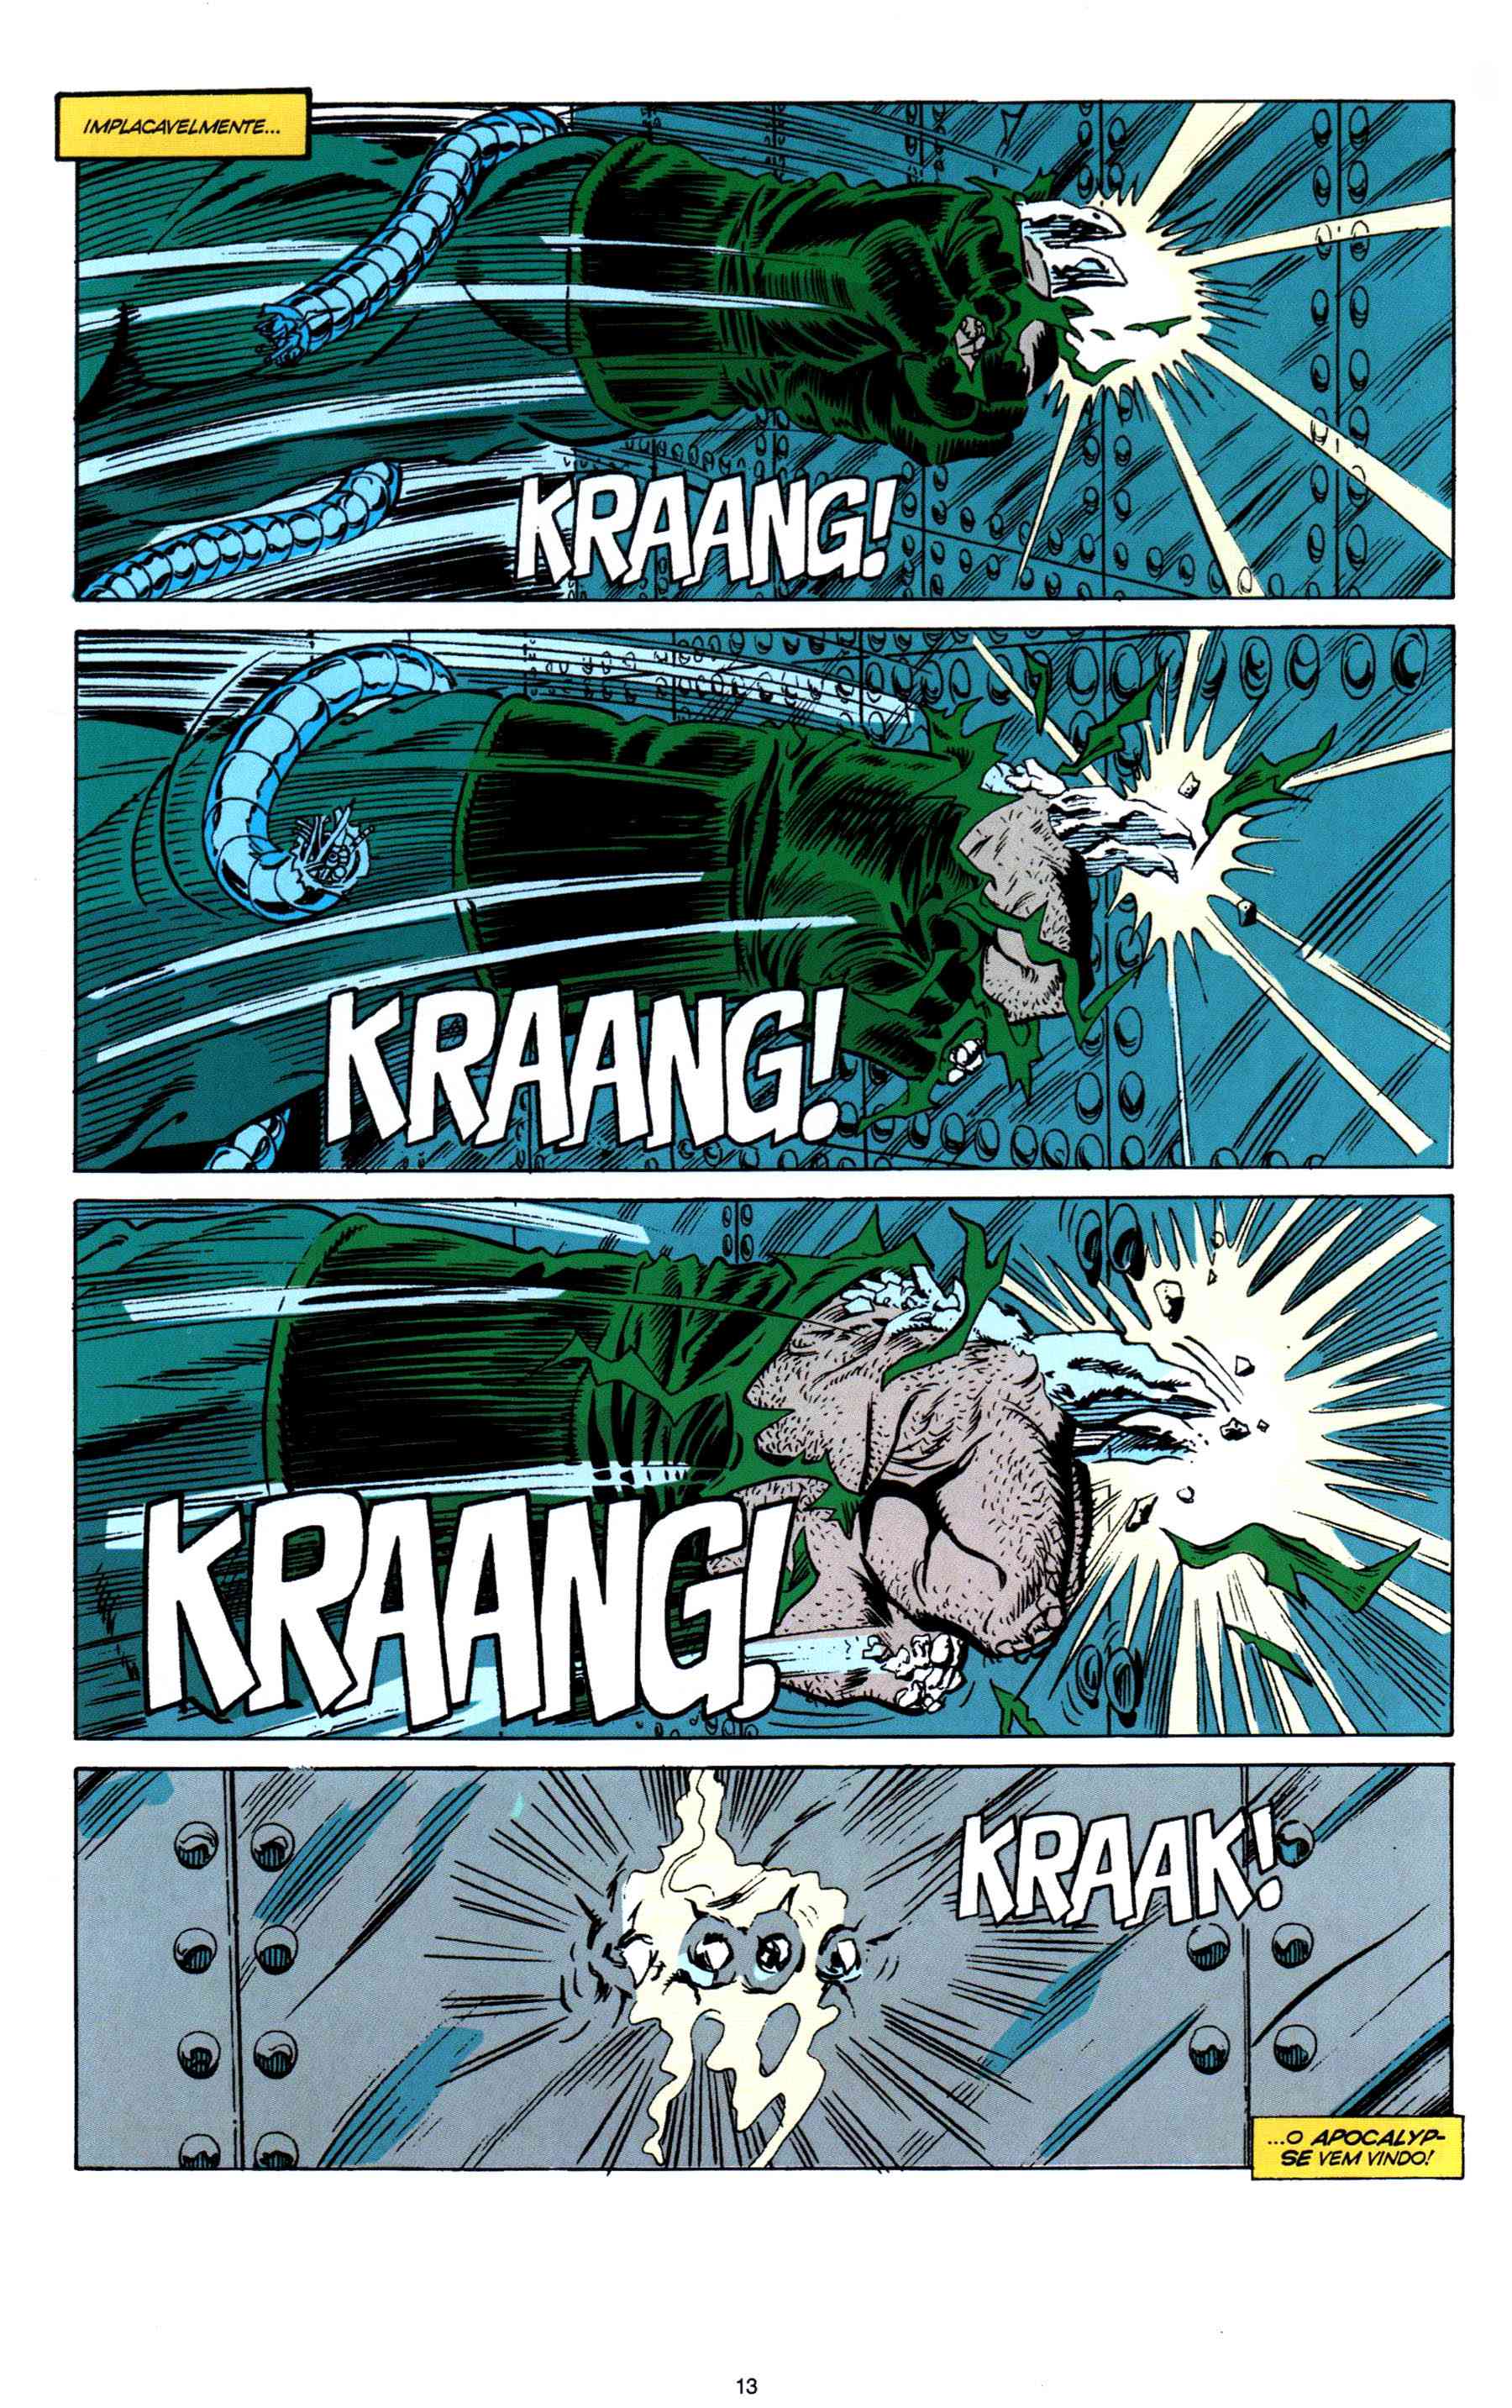 IMPLACAVELMENTE...
KRAANG!
KRAANG!
KRAANG!
KRAAK!
...O APOCALYP-
SE VEM VINDO!
13